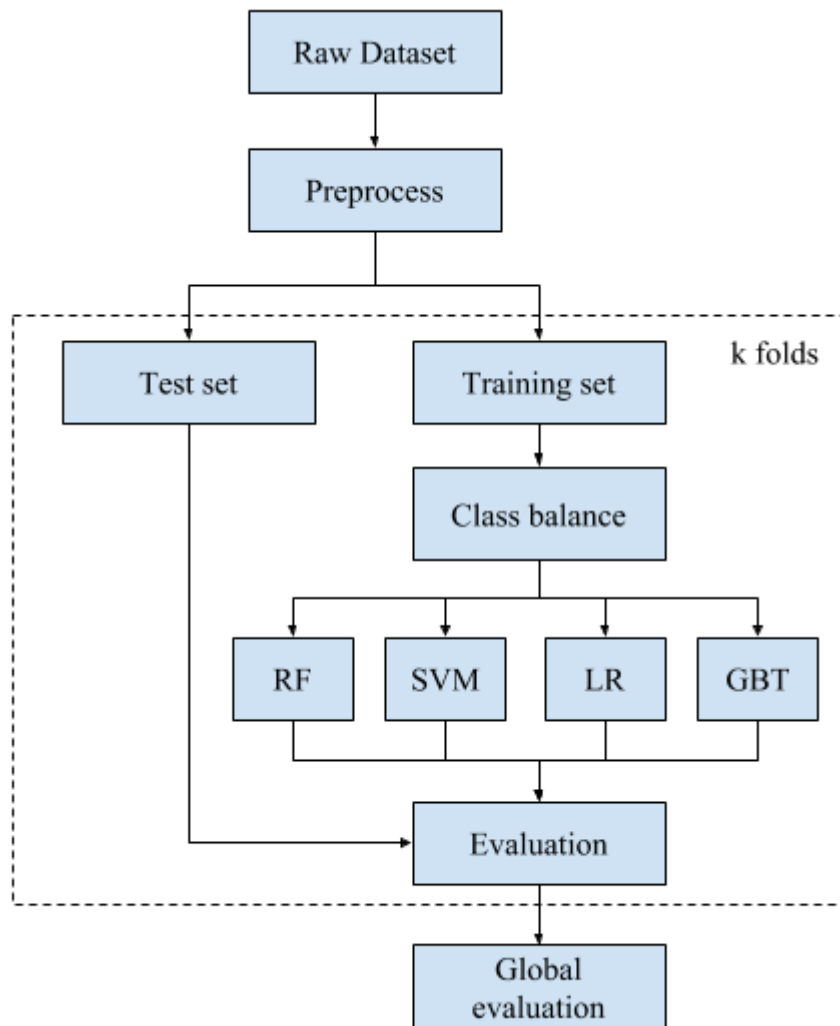 Raw Dataset
Preprocess
k folds
Test set
Training set
Class balance
RF
SVM
LR
GBT
Evaluation
Global
evaluation